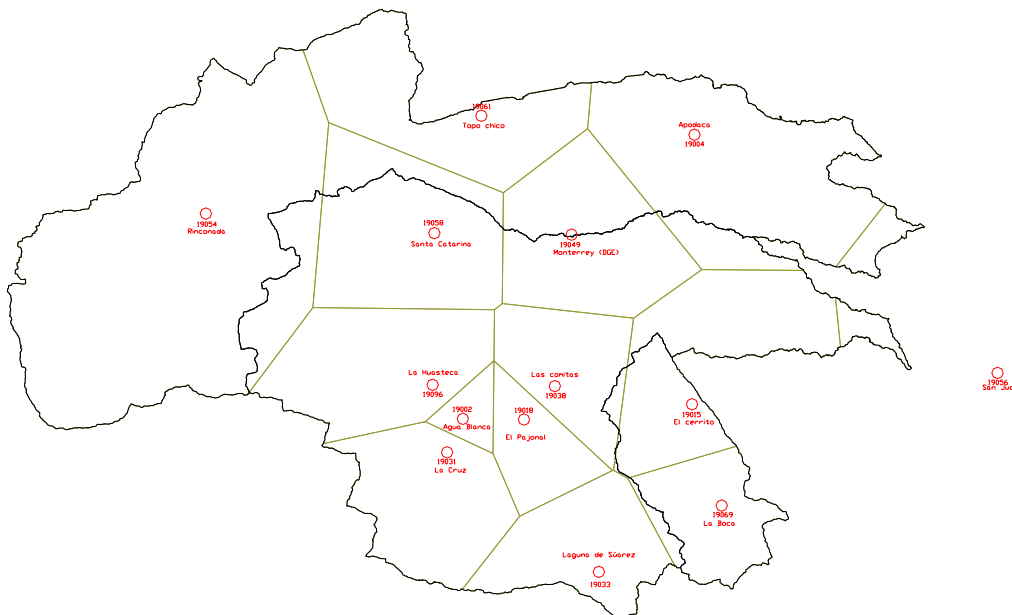 19061
Topo chico
Apodaca
19004
19054
Rinconada
19058
Santa Catarina
19049
Monterrey (DGE)
La Huasteca
19096
Las comitas
19038
19056
San Jua
19002
Agua Blanca
19018
El Pajonal
19015
El cerrito
19031
La Cruz
19069
La Boca
Laguna de Súarez
19033